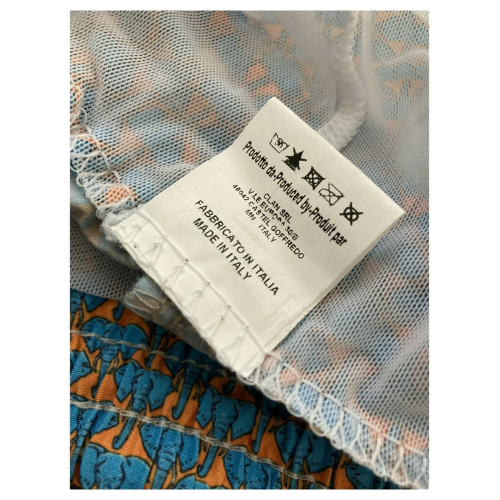 30
Prodotto da-Produced by-Produit par
CLAN SRL
V.LE EUROPA 30/E
46042 CASTEL GOFFREDO
MN ITALY
FABBRICATO IN ITALIA
MADE IN ITALY